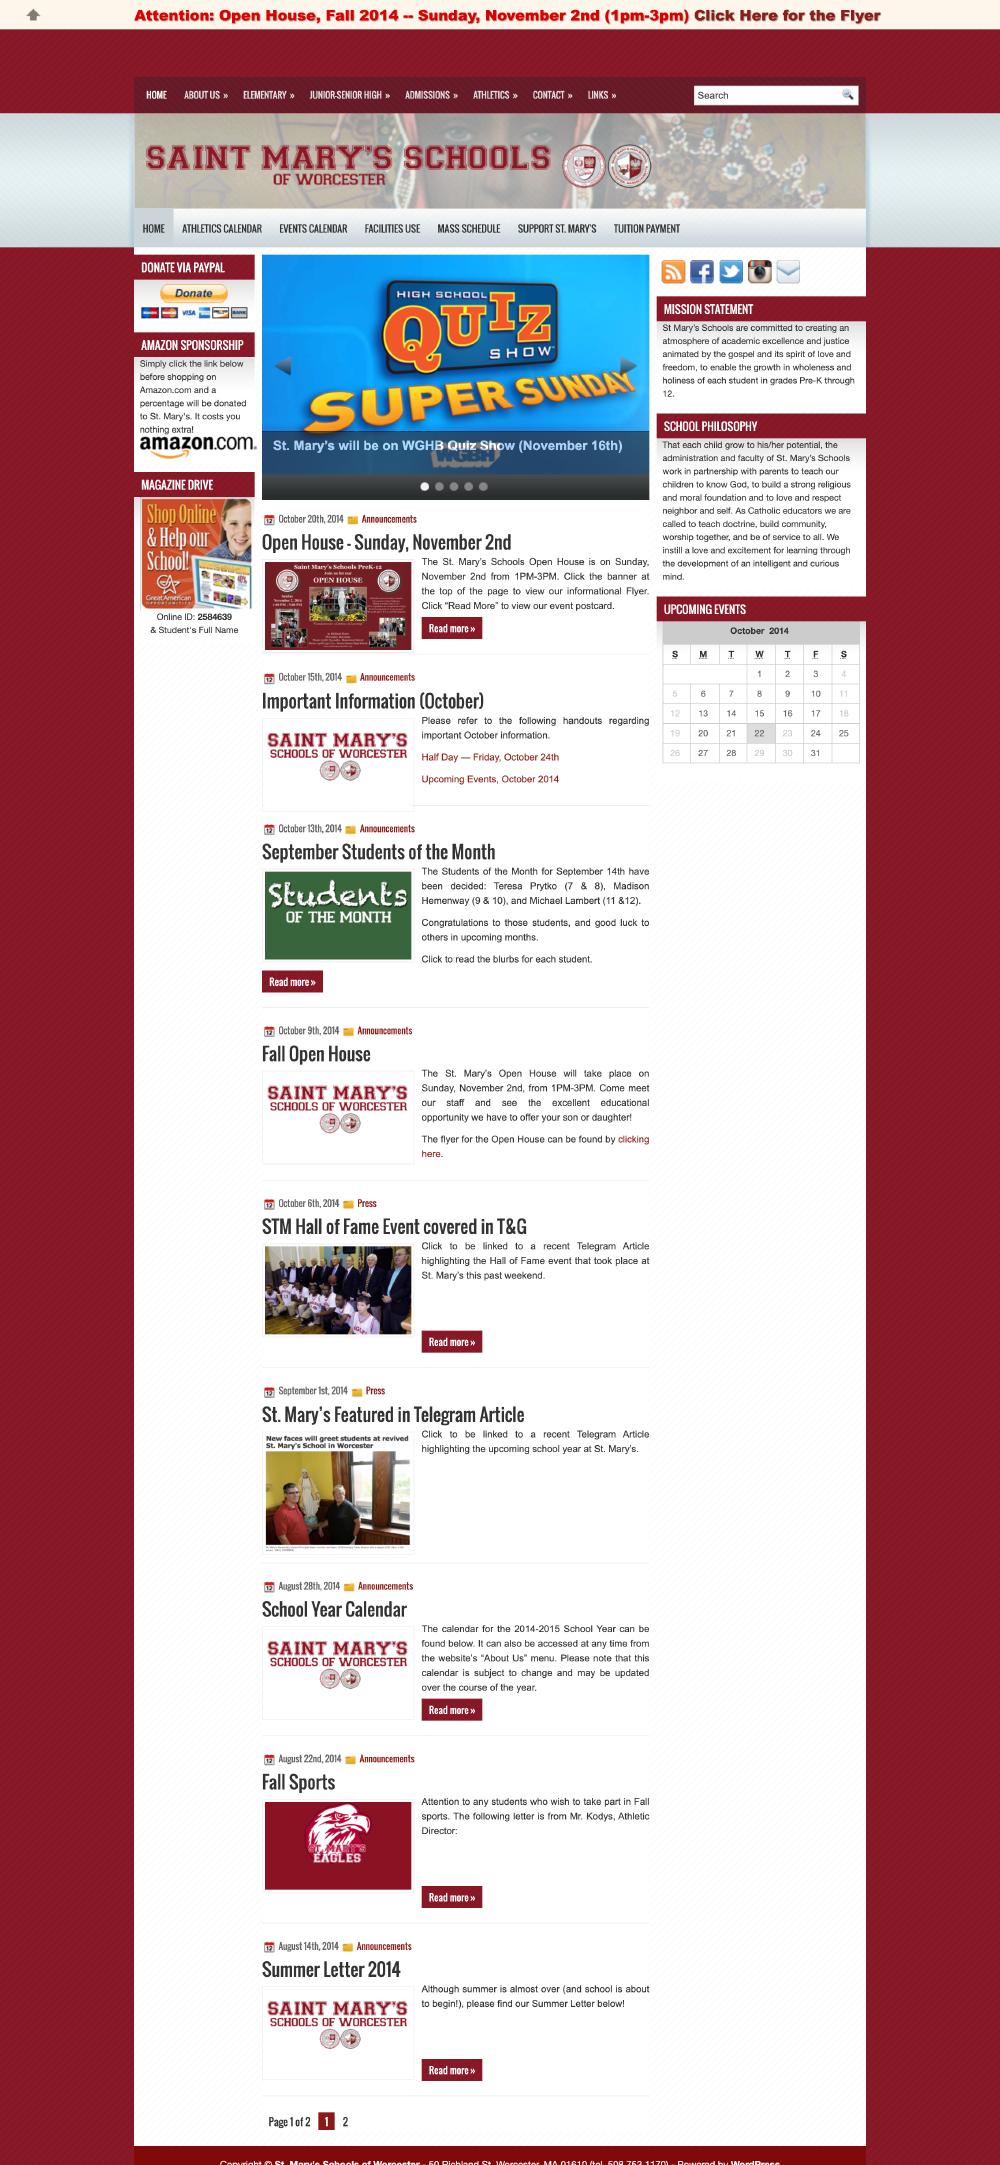 Attention: Open House, Fall 2014 -- Sunday, November 2nd (1pm-3pm) Click Here for the Flyer
HOME ABOUT US » ELEMENTARY » JUNIOR-SENIOR HIGH » ADMISSIONS » ATHLETICS » CONTACT » LINKS »
Search
SAINT MARY'S SCHOOLS
OF WORCESTER
HOME ATHLETICS CALENDAR EVENTS CALENDAR FACILITIES USE MASS SCHEDULE SUPPORT ST. MARY'S TUITION PAYMENT
DONATE VIA PAYPAL
Donate
VISA
BANK
AMAZON SPONSORSHIP
Simply click the link below
before shopping on
Amazon.com and a
percentage will be donated
to St. Mary's. It costs you
nothing extra!
amazon.com
MAGAZINE DRIVE
Shop Online
& Help our
School!
Great American
OPPORTUNITIES
Online ID: 2584639
& Student's Full Name
HIGH SCHOOL
QUIZ
SHOW
SUPER SUNDAY
WGBH
St. Mary's will be on WGHB Quiz Show (November 16th)
October 20th, 2014 Announcements
Open House - Sunday, November 2nd
Saint Mary's Schools PreK-12
OPEN HOUSE
The St. Mary's Schools Open House is on Sunday,
November 2nd from 1PM-3PM. Click the banner at
the top of the page to view our informational Flyer.
Click “Read More” to view our event postcard.
Read more »
October 15th, 2014 Announcements
Important Information (October)
SAINT MARY'S
SCHOOLS OF WORCESTER
Please refer to the following handouts regarding
important October information.
Half Day — Friday, October 24th
Upcoming Events, October 2014
October 13th, 2014 Announcements
September Students of the Month
Students
OF THE MONTH
The Students of the Month for September 14th have
been decided: Teresa Prytko (7 & 8), Madison
Hemenway (9 & 10), and Michael Lambert (11 &12).
Congratulations to those students, and good luck to
others in upcoming months.
Click to read the blurbs for each student.
Read more »
October 9th, 2014 Announcements
Fall Open House
SAINT MARY'S
SCHOOLS OF WORCESTER
The St. Mary's Open House will take place on
Sunday, November 2nd, from 1PM-3PM. Come meet
our staff and see the excellent educational
opportunity we have to offer your son or daughter!
The flyer for the Open House can be found by clicking
here.
October 6th, 2014 Press
STM Hall of Fame Event covered in T&G
Click to be linked to a recent Telegram Article
highlighting the Hall of Fame event that took place at
St. Mary's this past weekend.
Read more »
September 1st, 2014 Press
St. Mary's Featured in Telegram Article
New faces will greet students at revived
St. Mary's School in Worcester
Click to be linked to a recent Telegram Article
highlighting the upcoming school year at St. Mary's.
August 28th, 2014 Announcements
School Year Calendar
SAINT MARY'S
SCHOOLS OF WORCESTER
The calendar for the 2014-2015 School Year can be
found below. It can also be accessed at any time from
the website's “About Us” menu. Please note that this
calendar is subject to change and may be updated
over the course of the year.
Read more »
August 22nd, 2014 Announcements
Fall Sports
ST. MARY'S
EAGLES
Attention to any students who wish to take part in Fall
sports. The following letter is from Mr. Kodys, Athletic
Director:
Read more »
August 14th, 2014 Announcements
Summer Letter 2014
SAINT MARY'S
SCHOOLS OF WORCESTER
Although summer is almost over (and school is about
to begin!), please find our Summer Letter below!
Read more »
Page 1 of 2 1 2
MISSION STATEMENT
St Mary's Schools are committed to creating an
atmosphere of academic excellence and justice
animated by the gospel and its spirit of love and
freedom, to enable the growth in wholeness and
holiness of each student in grades Pre-K through
12.
SCHOOL PHILOSOPHY
That each child grow to his/her potential, the
administration and faculty of St. Mary's Schools
work in partnership with parents to teach our
children to know God, to build a strong religious
and moral foundation and to love and respect
neighbor and self. As Catholic educators we are
called to teach doctrine, build community,
worship together, and be of service to all. We
instill a love and excitement for learning through
the development of an intelligent and curious
mind.
UPCOMING EVENTS
October 2014
S M T W T F S
1 2 3 4
5 6 7 8 9 10 11
12 13 14 15 16 17 18
19 20 21 22 23 24 25
26 27 28 29 30 31
Copyright © St. Mary's Schools of Worcester - 50 Richland St, Worcester, MA 01610 (tel. 508.753.1170) - Powered by WordPress